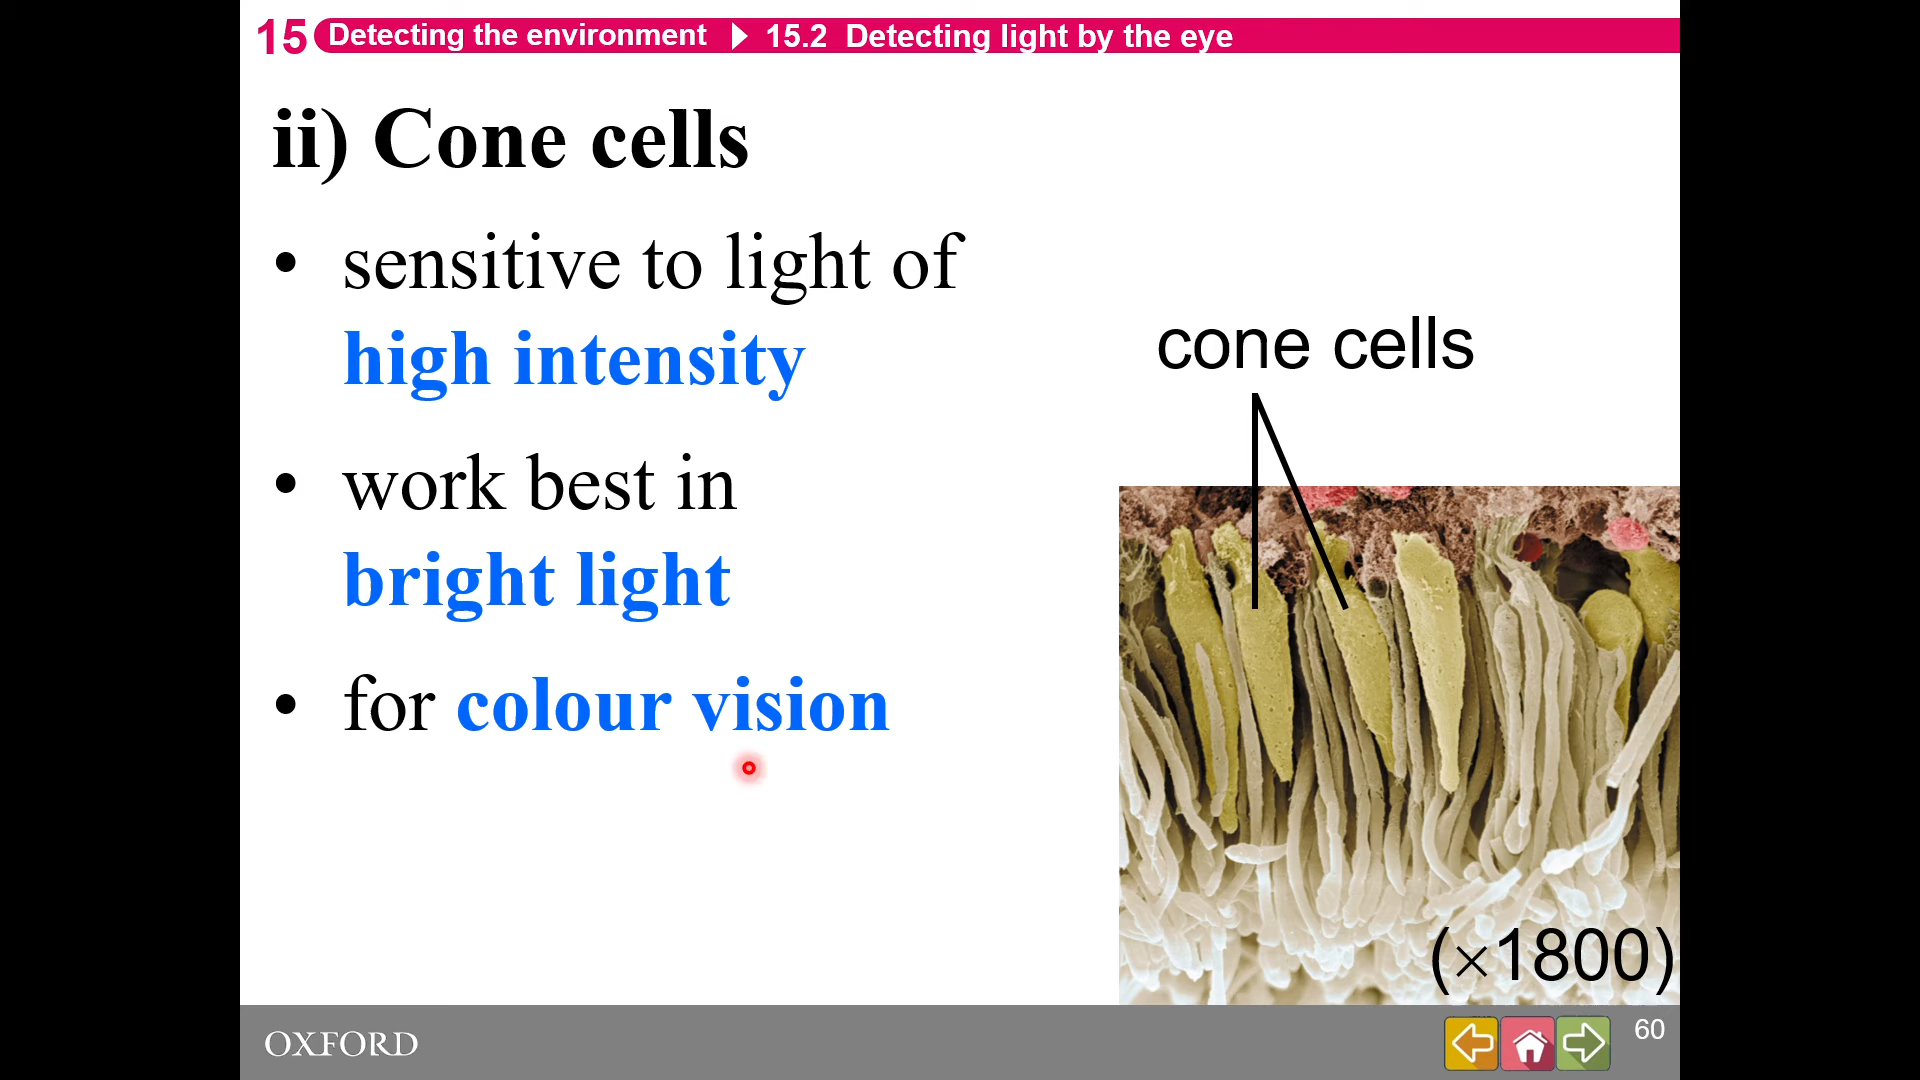 15 Detecting the environment 15.2 Detecting light by the eye
ii) Cone cells
• sensitive to light of
high intensity
• work best in
bright light
• for colour vision
cone cells
(×1800)
OXFORD
60